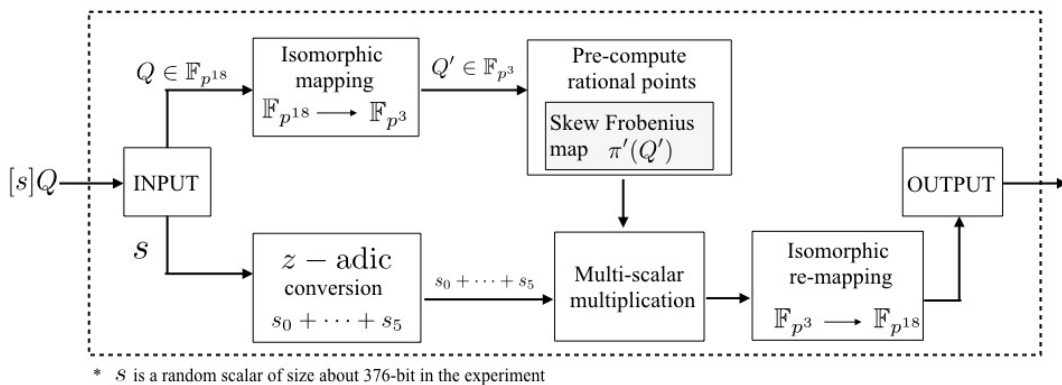 [s]Q
INPUT
Q ∈ 𝔽_{p^{18}}
Isomorphic
mapping
𝔽_{p^{18}} ⟶ 𝔽_{p^3}
Q′ ∈ 𝔽_{p^3}
Pre-compute
rational points
Skew Frobenius
map π′(Q′)
s
z − adic
conversion
s_0 + ⋯ + s_5
s_0 + ⋯ + s_5
Multi-scalar
multiplication
Isomorphic
re-mapping
𝔽_{p^3} ⟶ 𝔽_{p^{18}}
OUTPUT
* s is a random scalar of size about 376-bit in the experiment